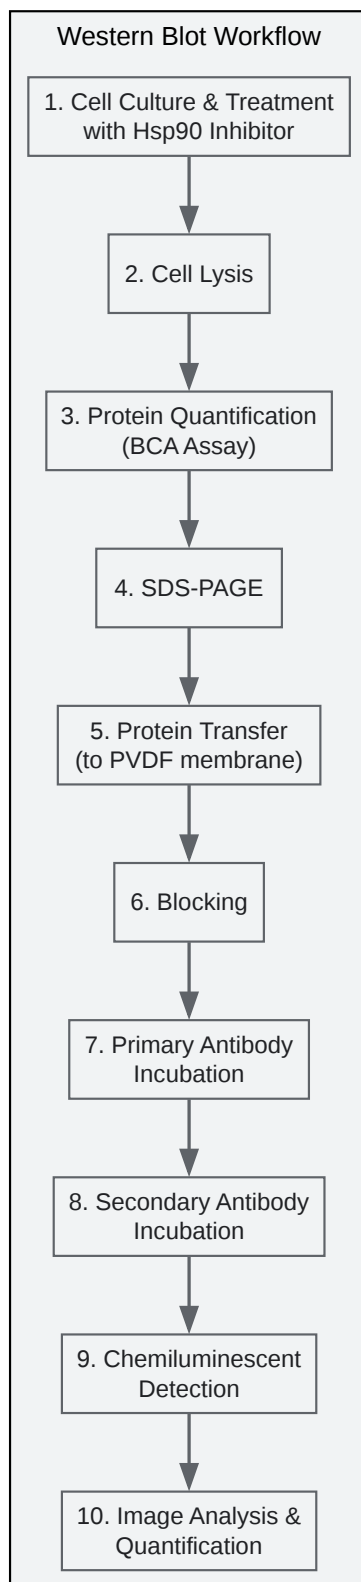 Western Blot Workflow
1. Cell Culture & Treatment
with Hsp90 Inhibitor
2. Cell Lysis
3. Protein Quantification
(BCA Assay)
4. SDS-PAGE
5. Protein Transfer
(to PVDF membrane)
6. Blocking
7. Primary Antibody
Incubation
8. Secondary Antibody
Incubation
9. Chemiluminescent
Detection
10. Image Analysis &
Quantification